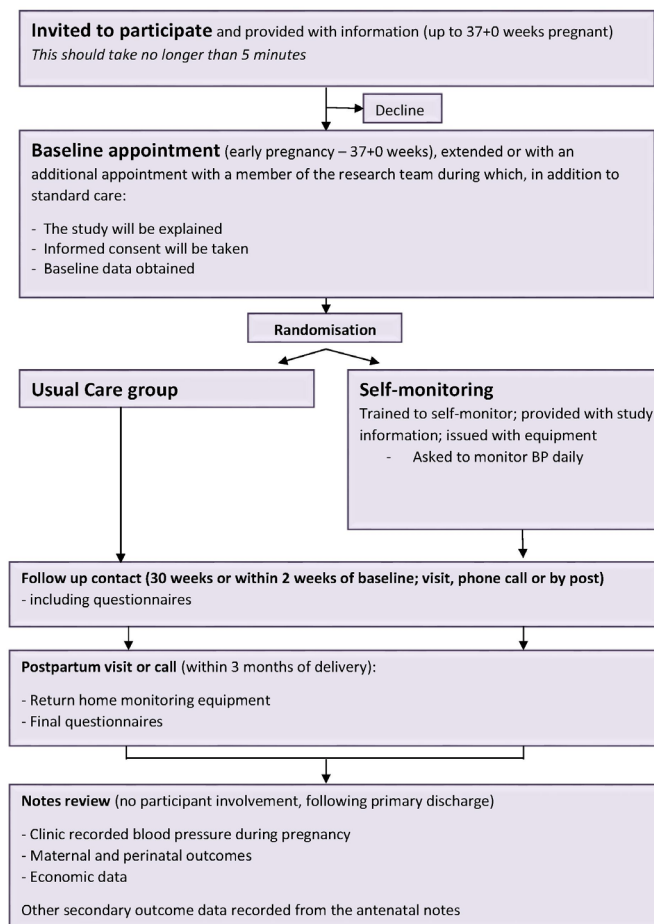 Invited to participate and provided with information (up to 37+0 weeks pregnant)
This should take no longer than 5 minutes
Decline
Baseline appointment (early pregnancy – 37+0 weeks), extended or with an
additional appointment with a member of the research team during which, in addition to
standard care:
- The study will be explained
- Informed consent will be taken
- Baseline data obtained
Randomisation
Usual Care group
Self-monitoring
Trained to self-monitor; provided with study
information; issued with equipment
- Asked to monitor BP daily
Follow up contact (30 weeks or within 2 weeks of baseline; visit, phone call or by post)
- including questionnaires
Postpartum visit or call (within 3 months of delivery):
- Return home monitoring equipment
- Final questionnaires
Notes review (no participant involvement, following primary discharge)
- Clinic recorded blood pressure during pregnancy
- Maternal and perinatal outcomes
- Economic data
Other secondary outcome data recorded from the antenatal notes